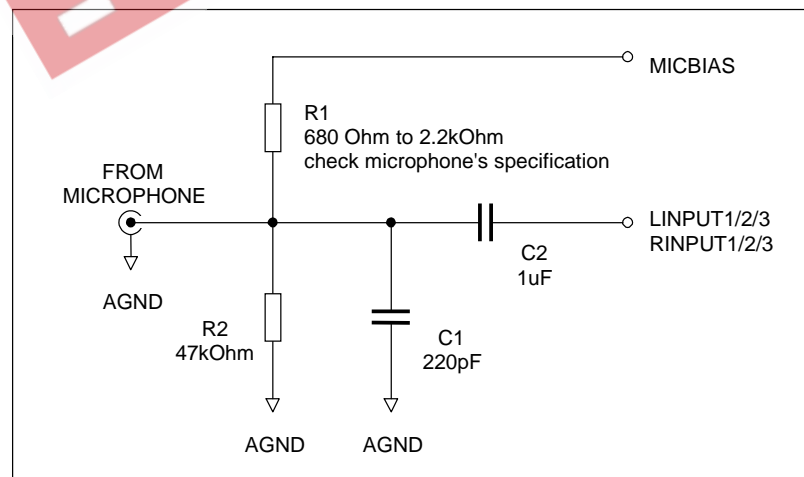 MICBIAS
R1
680 Ohm to 2.2kOhm
check microphone's specification
FROM
MICROPHONE
LINPUT1/2/3
RINPUT1/2/3
C2
1uF
AGND
R2
47kOhm
C1
220pF
AGND
AGND